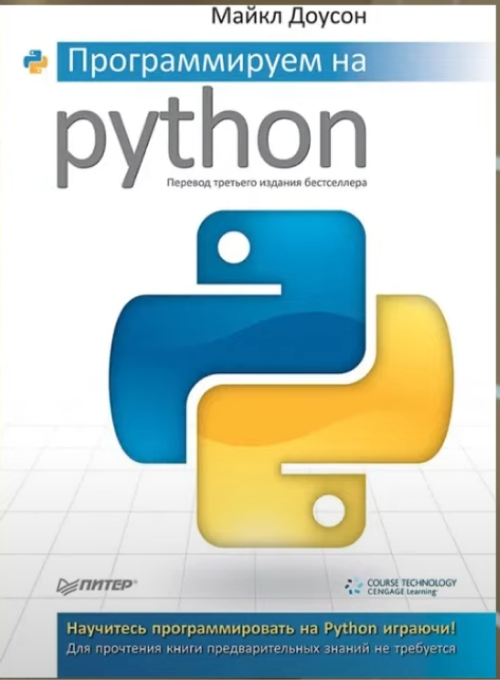 Майкл Доусон
Программируем на
python
Перевод третьего издания бестселлера
ПИТЕР®
COURSE TECHNOLOGY
CENGAGE Learning
Научитесь программировать на Python играючи!
Для прочтения книги предварительных знаний не требуется